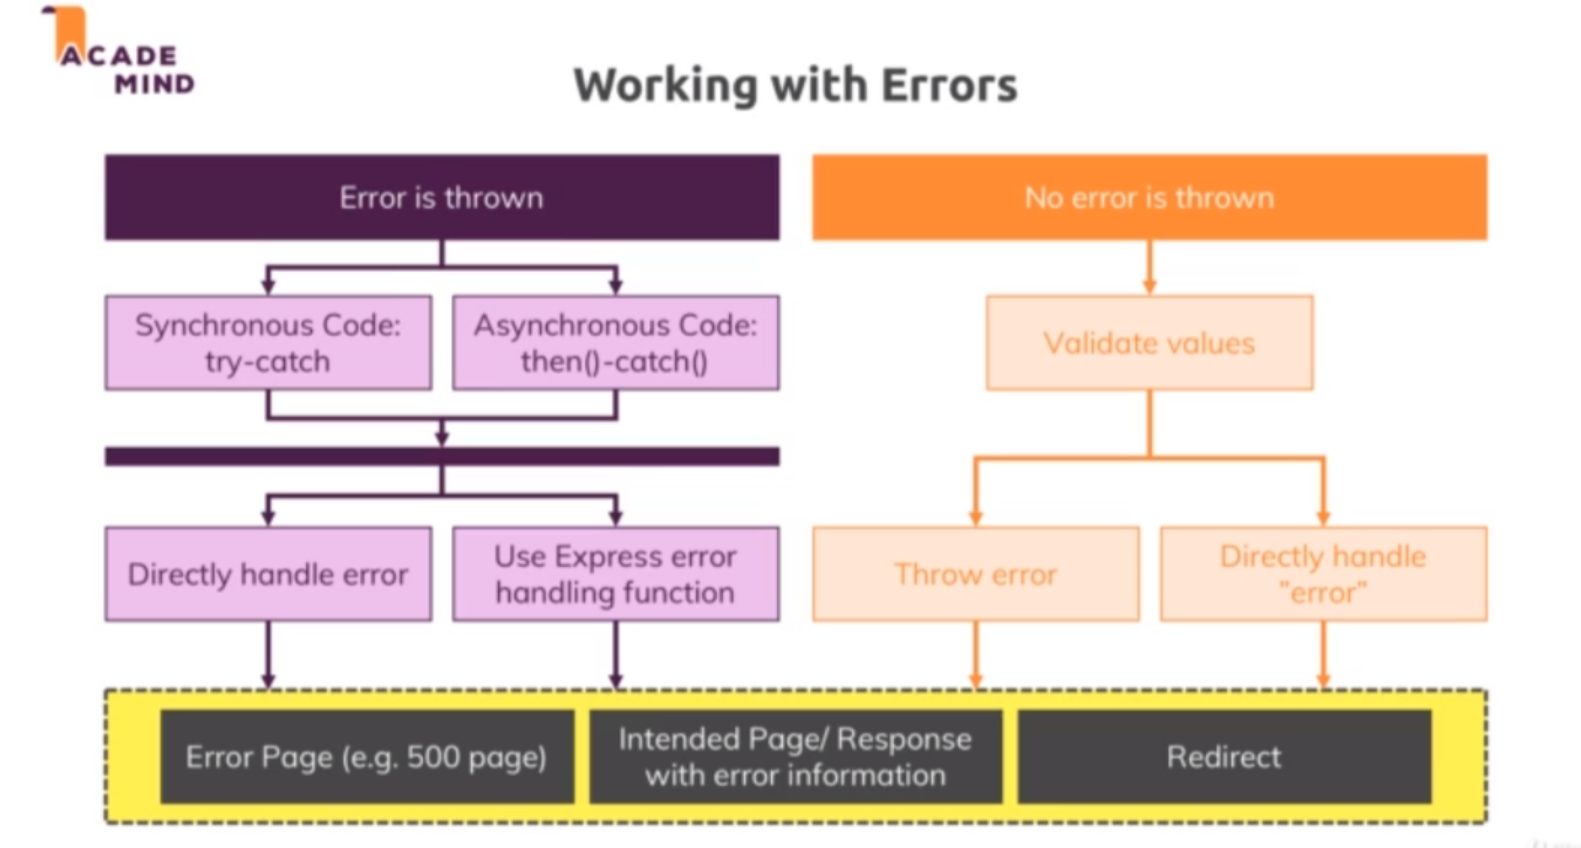 ACADE
MIND
Working with Errors
Error is thrown
No error is thrown
Synchronous Code:
try-catch
Asynchronous Code:
then()-catch()
Validate values
Directly handle error
Use Express error
handling function
Throw error
Directly handle
"error"
Error Page (e.g. 500 page)
Intended Page/ Response
with error information
Redirect